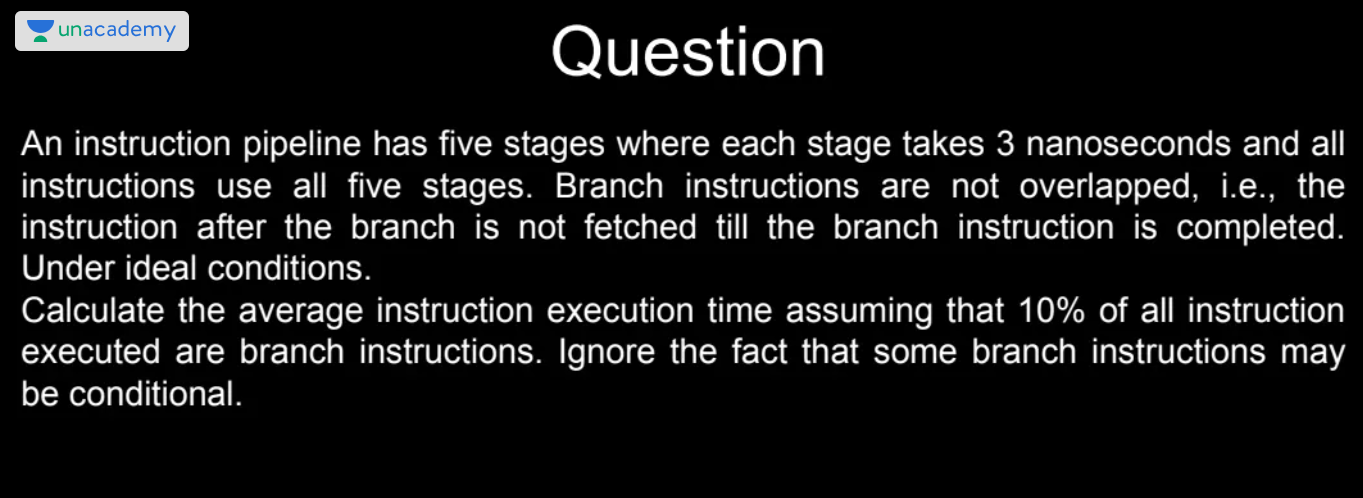 unacademy
Question
An instruction pipeline has five stages where each stage takes 3 nanoseconds and all
instructions use all five stages. Branch instructions are not overlapped, i.e., the
instruction after the branch is not fetched till the branch instruction is completed.
Under ideal conditions.
Calculate the average instruction execution time assuming that 10% of all instruction
executed are branch instructions. Ignore the fact that some branch instructions may
be conditional.